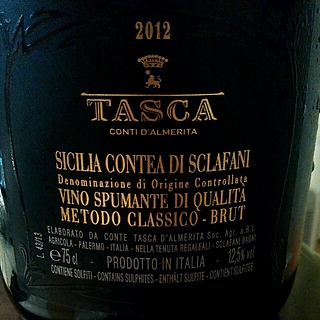 2012
TASCA
CONTI D'ALMERITA
SICILIA CONTEA DI SCLAFANI
Denominazione di Origine Controllata
VINO SPUMANTE DI QUALITÀ
METODO CLASSICO - BRUT
ELABORATO DA CONTE TASCA D'ALMERITA Soc. Agr. a R.L.
AGRICOLA - PALERMO - ITALIA - NELLA TENUTA REGALEALI - SCLAFANI BAGNI
e 75 cl - PRODOTTO IN ITALIA - 12,5% vol
CONTIENE SOLFITI - CONTAINS SULPHITES - ENTHÄLT SULFITE - CONTIENT SULFITES